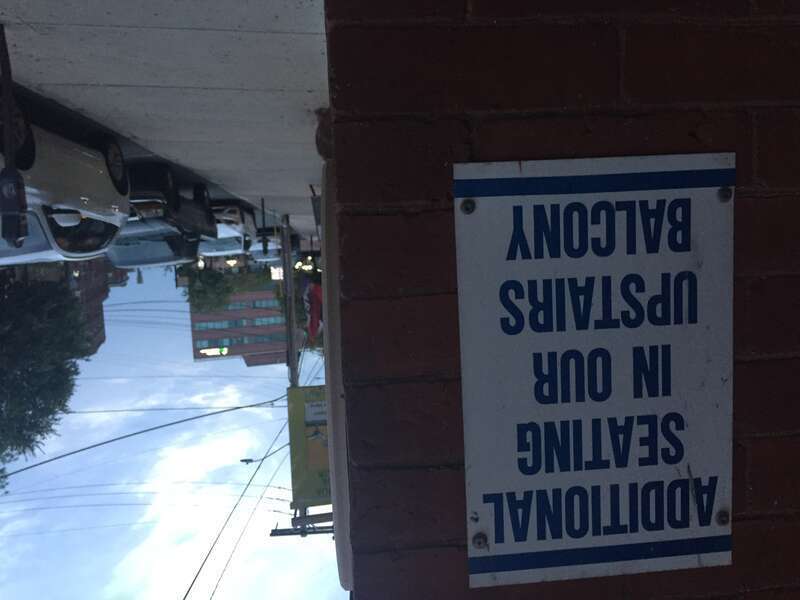 ADDITIONAL
SEATING
IN OUR
UPSTAIRS
BALCONY